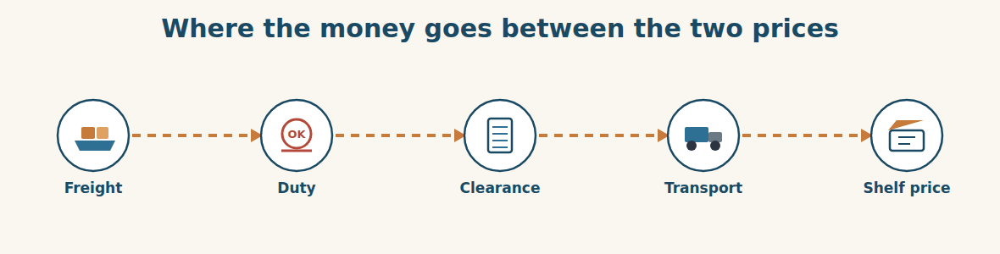 Where the money goes between the two prices
OK
Freight
Duty
Clearance
Transport
Shelf price